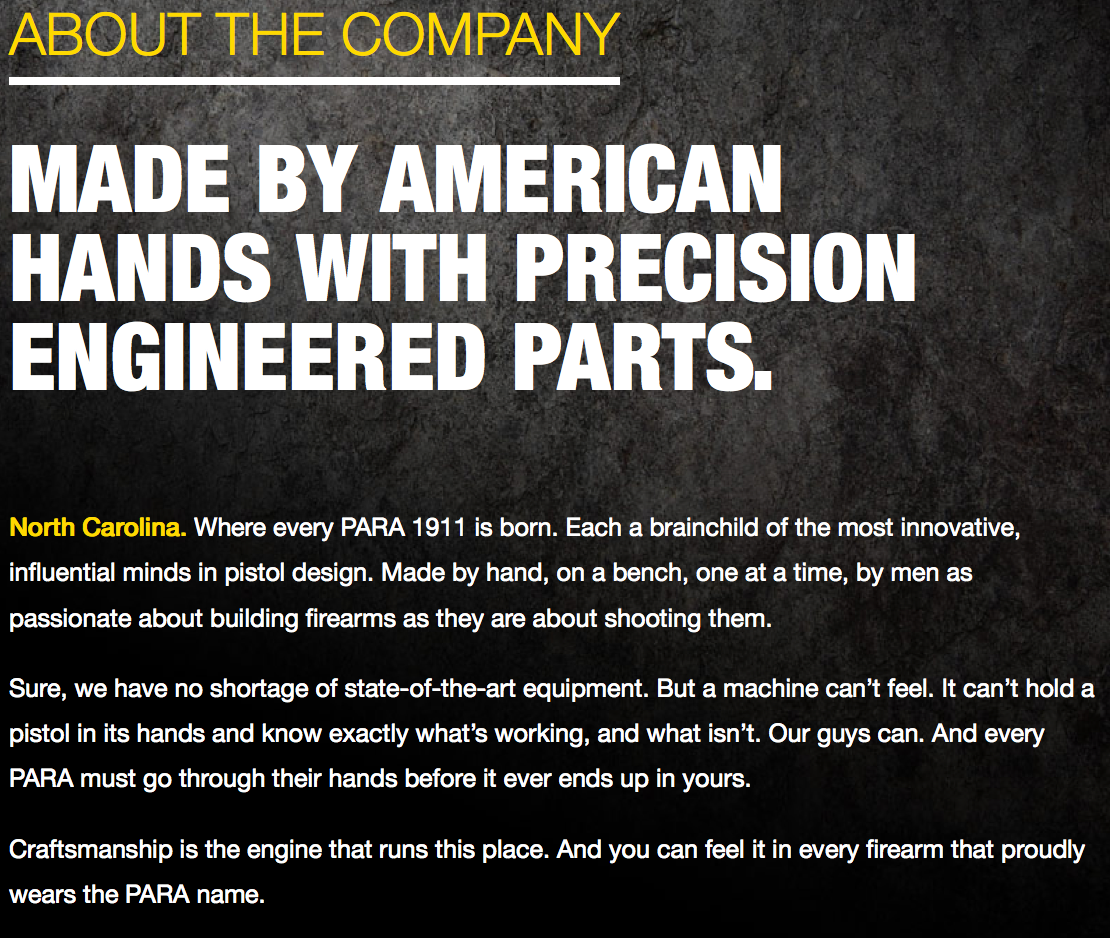 ABOUT THE COMPANY
MADE BY AMERICAN
HANDS WITH PRECISION
ENGINEERED PARTS.
North Carolina. Where every PARA 1911 is born. Each a brainchild of the most innovative,
influential minds in pistol design. Made by hand, on a bench, one at a time, by men as
passionate about building firearms as they are about shooting them.
Sure, we have no shortage of state-of-the-art equipment. But a machine can’t feel. It can’t hold a
pistol in its hands and know exactly what’s working, and what isn’t. Our guys can. And every
PARA must go through their hands before it ever ends up in yours.
Craftsmanship is the engine that runs this place. And you can feel it in every firearm that proudly
wears the PARA name.